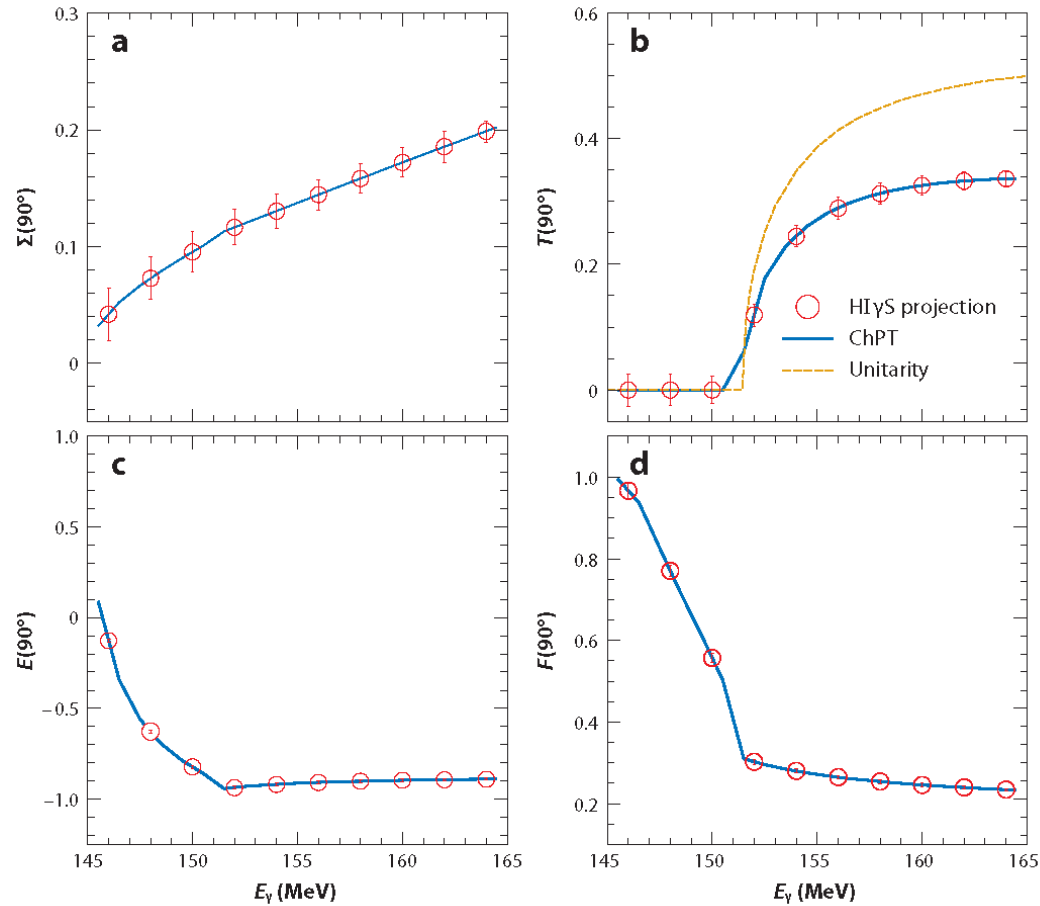 a
0.3
0.2
0.1
0
Σ(90°)
b
0.6
0.4
0.2
0
T(90°)
HIγS projection
ChPT
Unitarity
c
1.0
0.5
0
−0.5
−1.0
E(90°)
145 150 155 160 165
Eγ (MeV)
d
1.0
0.8
0.6
0.4
0.2
F(90°)
145 150 155 160 165
Eγ (MeV)